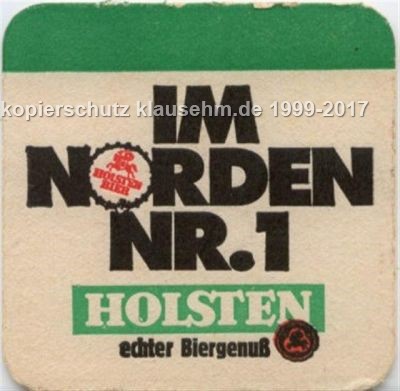 kopierschutz klausehm.de 1999-2017
IM
NORDEN
HOLSTEN
BIER
NR.1
HOLSTEN
echter Biergenuß